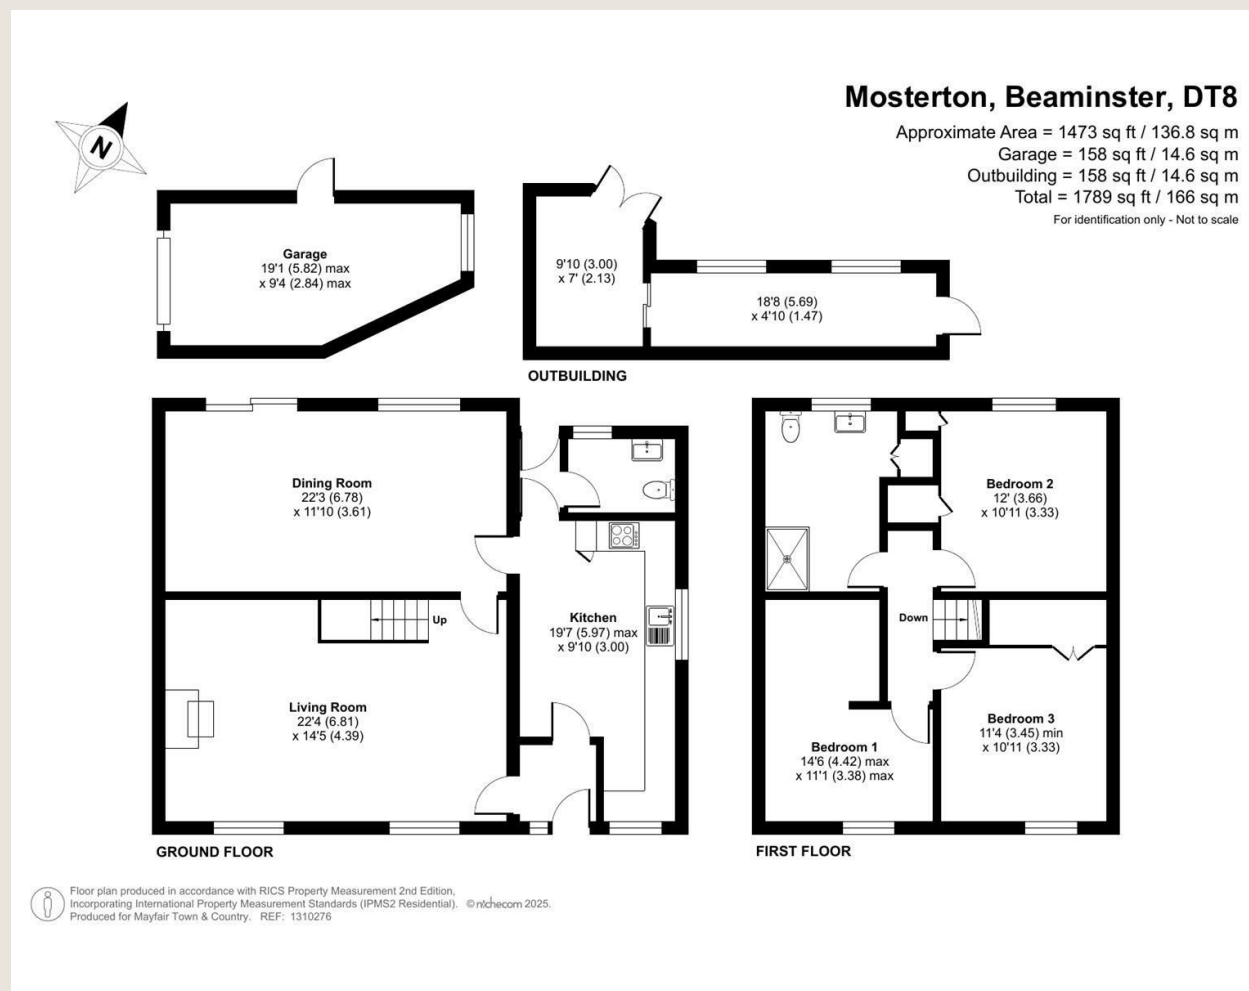 Mosterton, Beaminster, DT8
Approximate Area = 1473 sq ft / 136.8 sq m
Garage = 158 sq ft / 14.6 sq m
Outbuilding = 158 sq ft / 14.6 sq m
Total = 1789 sq ft / 166 sq m
For identification only - Not to scale
N
Garage
19'1 (5.82) max
x 9'4 (2.84) max
9'10 (3.00)
x 7' (2.13)
18'8 (5.69)
x 4'10 (1.47)
OUTBUILDING
Dining Room
22'3 (6.78)
x 11'10 (3.61)
Up
Kitchen
19'7 (5.97) max
x 9'10 (3.00)
Living Room
22'4 (6.81)
x 14'5 (4.39)
GROUND FLOOR
Bedroom 2
12' (3.66)
x 10'11 (3.33)
Down
Bedroom 1
14'6 (4.42) max
x 11'1 (3.38) max
Bedroom 3
11'4 (3.45) min
x 10'11 (3.33)
FIRST FLOOR
Floor plan produced in accordance with RICS Property Measurement 2nd Edition,
Incorporating International Property Measurement Standards (IPMS2 Residential). © nichecom 2025.
Produced for Mayfair Town & Country. REF: 1310276